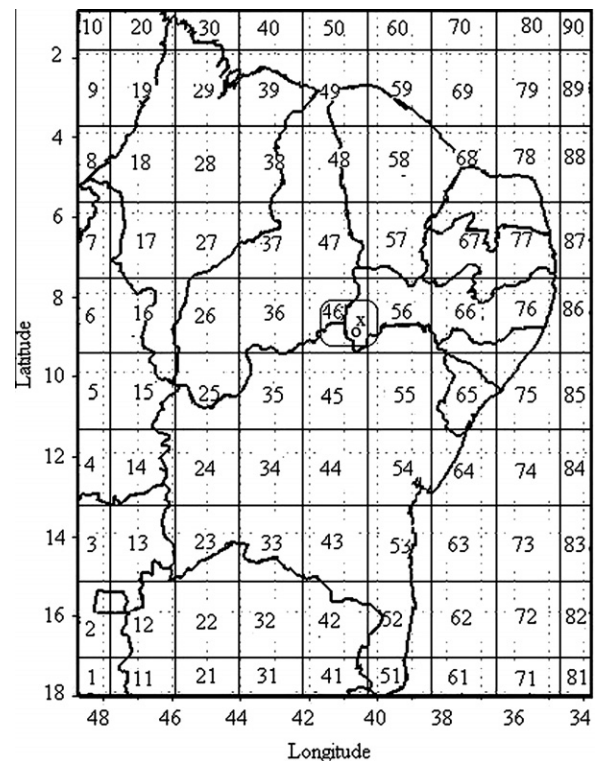 10 20 30 40 50 60 70 80 90
2
9 19 29 39 49 59 69 79 89
4
8 18 28 38 48 58 68 78 88
6
7 17 27 37 47 57 67 77 87
8
6 16 26 36 46 x 56 66 76 86
o
10
5 15 25 35 45 55 65 75 85
12
4 14 24 34 44 54 64 74 84
14
3 13 23 33 43 53 63 73 83
16
2 12 22 32 42 52 62 72 82
1 11 21 31 41 51 61 71 81
18
Latitude
48 46 44 42 40 38 36 34
Longitude